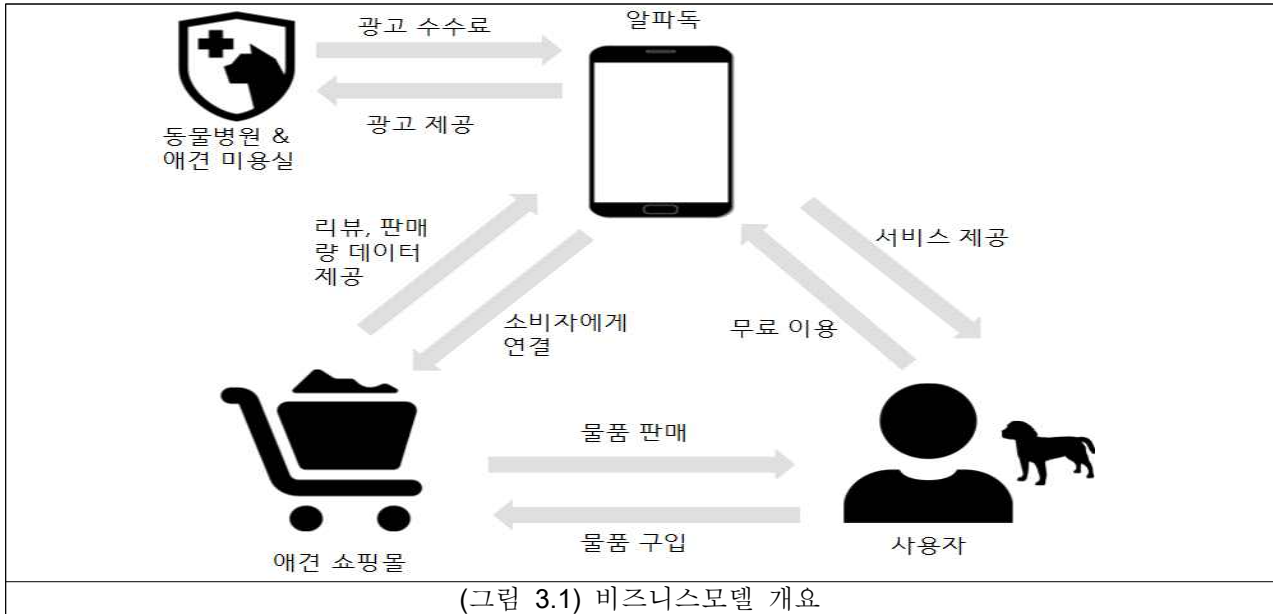 광고 수수료
알파독
광고 제공
동물병원 &
애견 미용실
리뷰, 판매
량 데이터
제공
서비스 제공
소비자에게
연결
무료 이용
물품 판매
물품 구입
애견 쇼핑몰
사용자
(그림 3.1) 비즈니스모델 개요